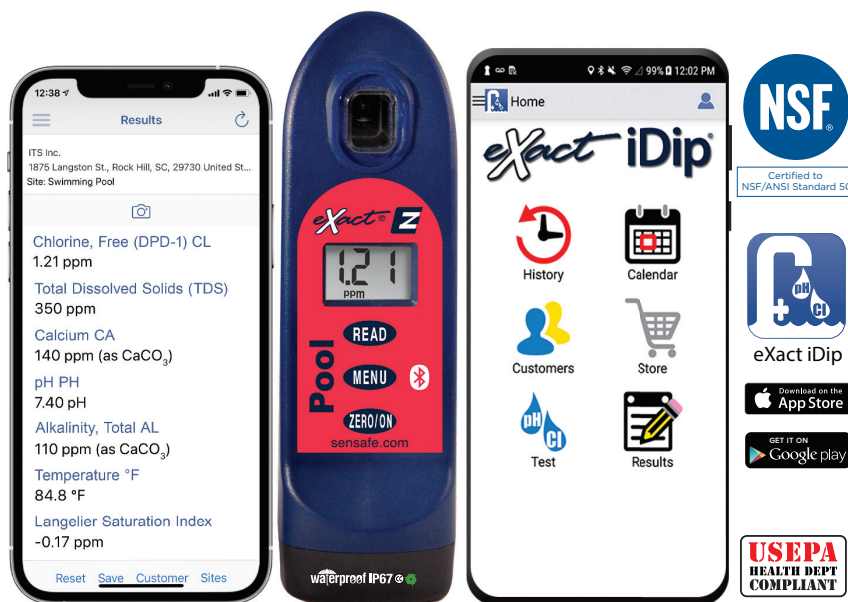 12:38
Results
ITS Inc.
1875 Langston St., Rock Hill, SC, 29730 United St...
Site: Swimming Pool
Chlorine, Free (DPD-1) CL
1.21 ppm
Total Dissolved Solids (TDS)
350 ppm
Calcium CA
140 ppm (as CaCO₃)
pH PH
7.40 pH
Alkalinity, Total AL
110 ppm (as CaCO₃)
Temperature °F
84.8 °F
Langelier Saturation Index
-0.17 ppm
Reset Save Customer Sites
eXact® Z
1.21
PPM
Pool
READ
MENU
ZERO/ON
sensafe.com
waterproof IP67
99% 12:02 PM
Home
eXact iDip®
History
Calendar
Customers
Store
pH
Cl
Test
Results
NSF®
Certified to
NSF/ANSI Standard 50
pH
Cl
eXact iDip
Download on the
App Store
GET IT ON
Google play
USEPA
HEALTH DEPT
COMPLIANT